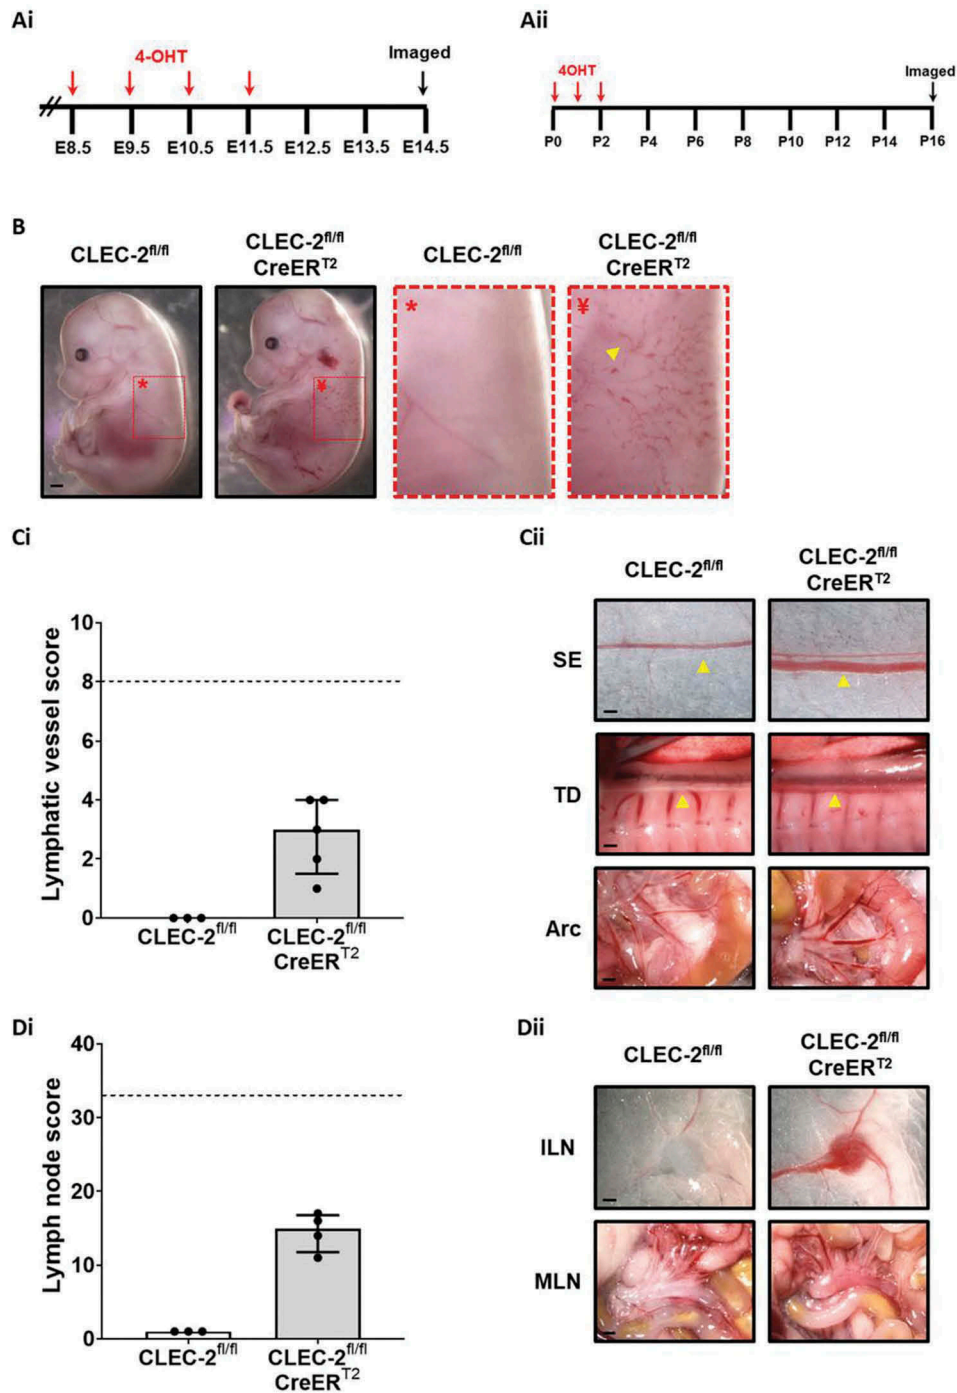 Ai
4-OHT
Imaged
E8.5 E9.5 E10.5 E11.5 E12.5 E13.5 E14.5
Aii
4OHT
Imaged
P0 P2 P4 P6 P8 P10 P12 P14 P16
B
CLEC-2fl/fl
CLEC-2fl/fl
CreERT2
CLEC-2fl/fl
CLEC-2fl/fl
CreERT2
*
¥
*
¥
Ci
Lymphatic vessel score
10
8
6
4
2
0
CLEC-2fl/fl
CLEC-2fl/fl
CreERT2
Cii
CLEC-2fl/fl
CLEC-2fl/fl
CreERT2
SE
TD
Arc
Di
Lymph node score
40
30
20
10
0
CLEC-2fl/fl
CLEC-2fl/fl
CreERT2
Dii
CLEC-2fl/fl
CLEC-2fl/fl
CreERT2
ILN
MLN